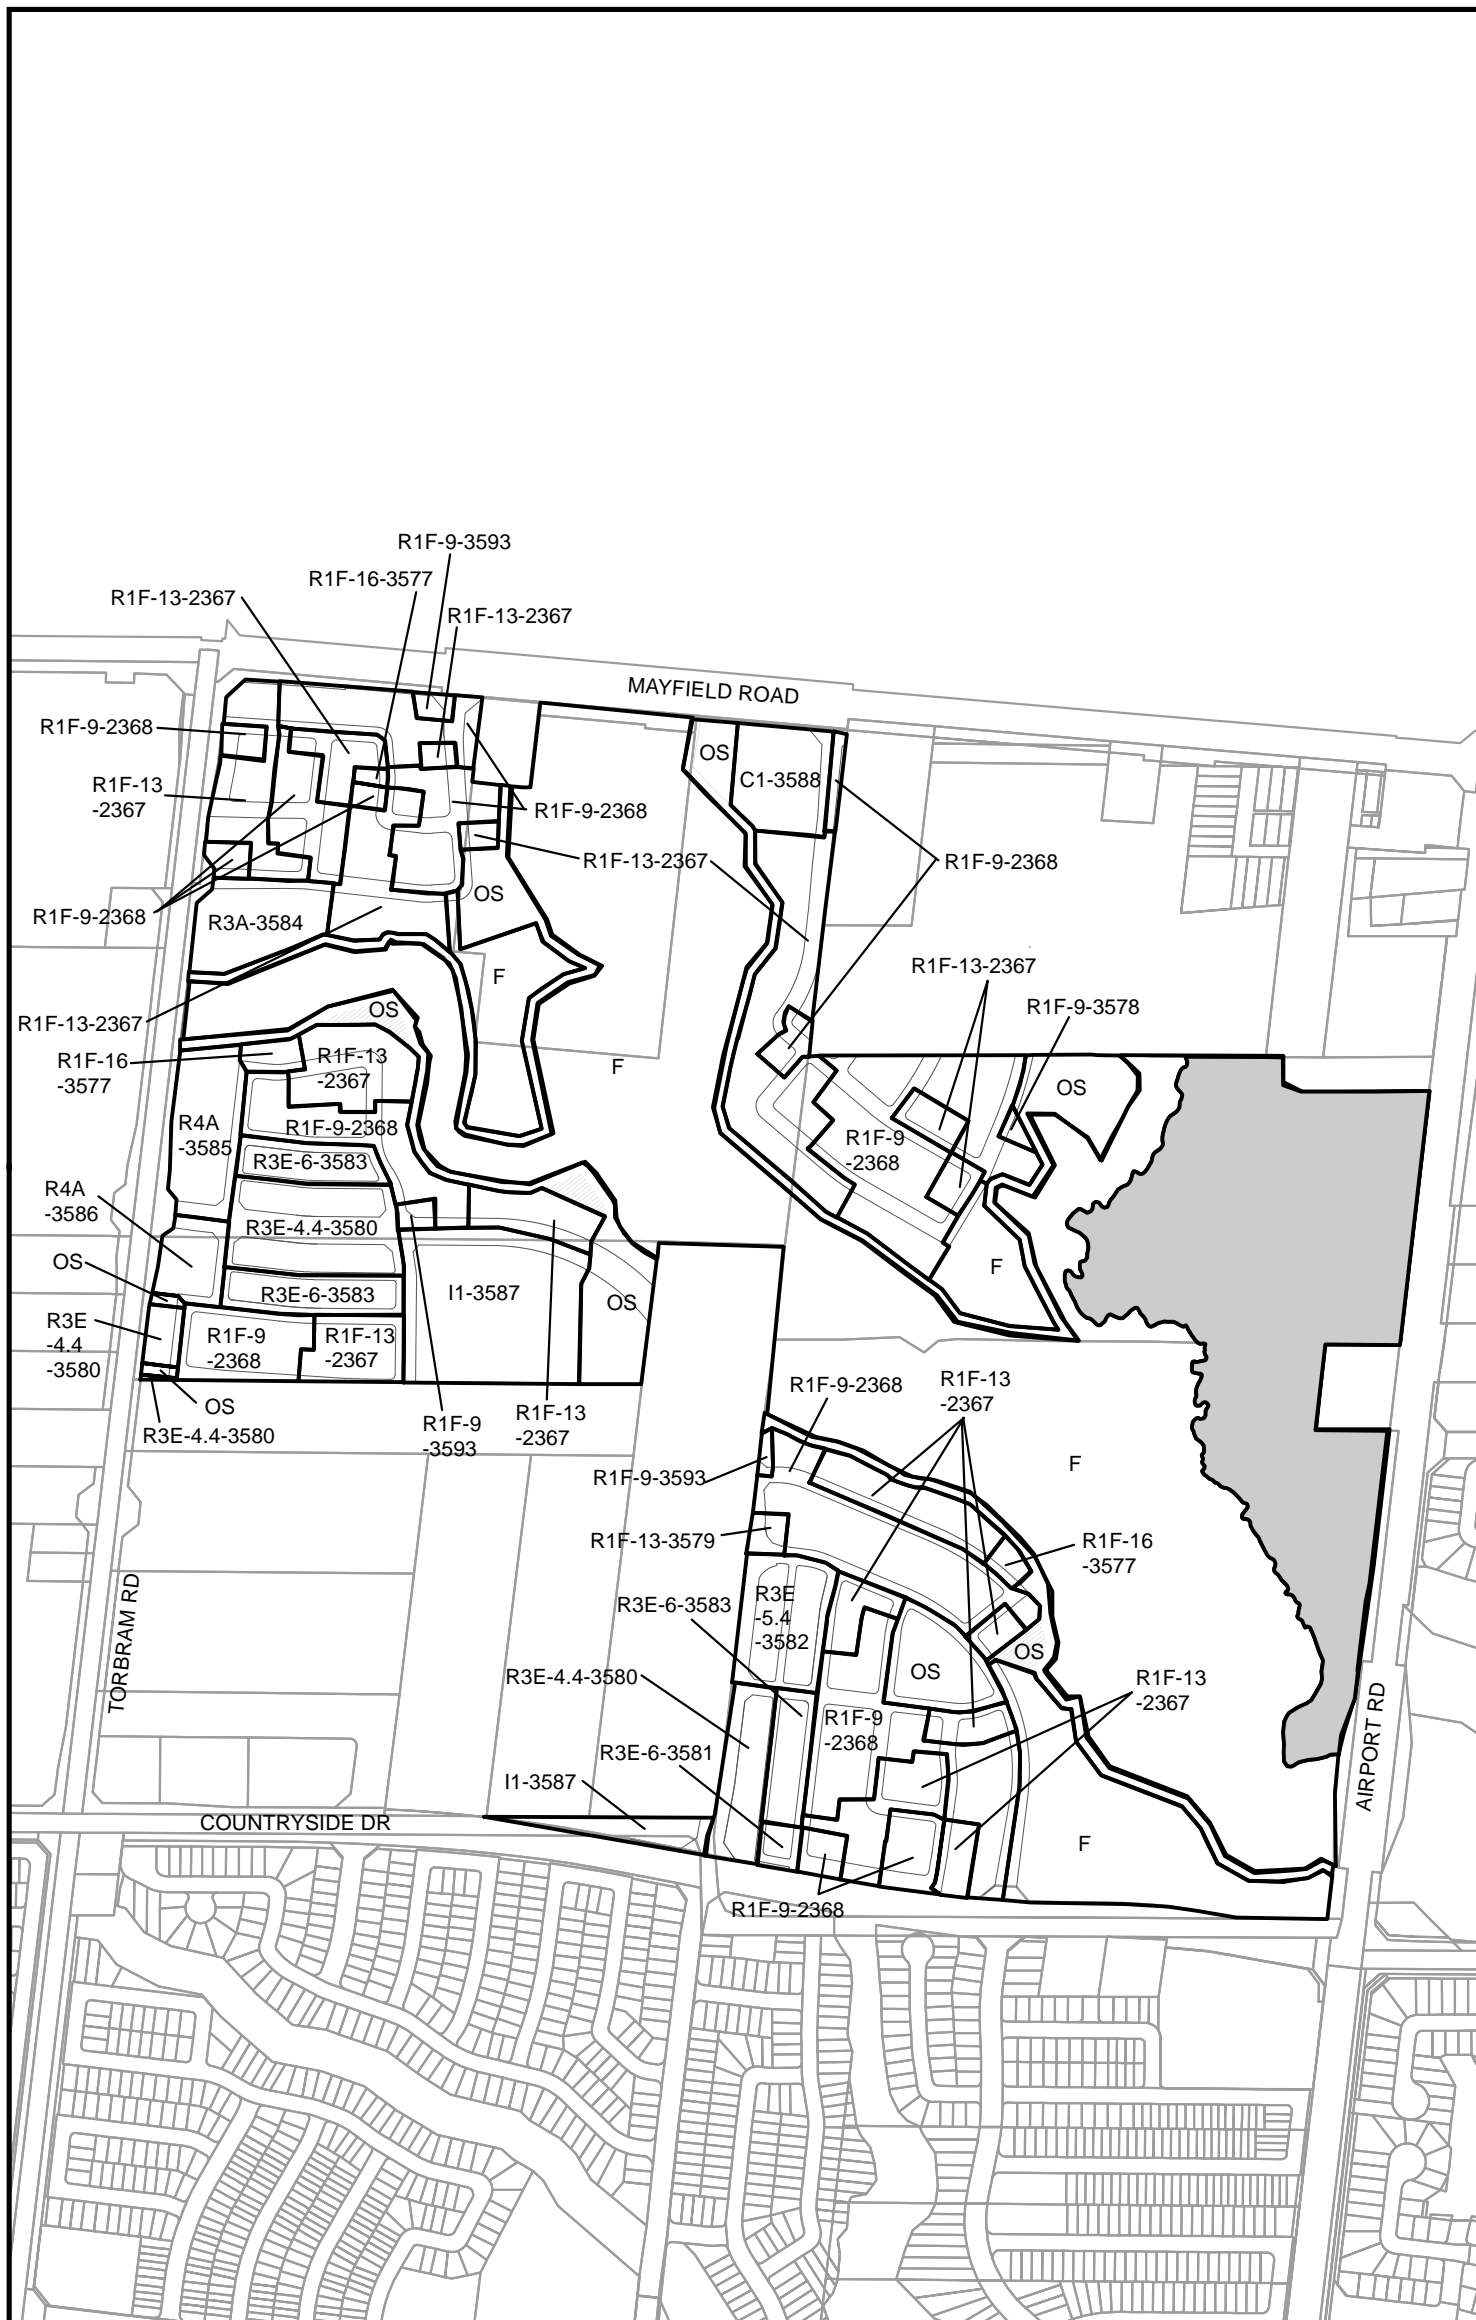 R1F-9-3593
R1F-16-3577
R1F-13-2367
R1F-13-2367
MAYFIELD ROAD
R1F-9-2368
OS
C1-3588
R1F-13
-2367
R1F-9-2368
R1F-13-2367
R1F-9-2368
R1F-9-2368
OS
R3A-3584
F
R1F-13-2367
R1F-9-3578
OS
R1F-13-2367
R1F-16
-3577
R1F-13
-2367
F
OS
R4A
-3585
R1F-9-2368
R1F-9
-2368
R3E-6-3583
R4A
-3586
R3E-4.4-3580
OS
F
R3E-6-3583
I1-3587
OS
R3E
-4.4
-3580
R1F-9
-2368
R1F-13
-2367
OS
R3E-4.4-3580
R1F-9
-3593
R1F-13
-2367
R1F-9-2368
R1F-13
-2367
F
R1F-9-3593
R1F-13-3579
R1F-16
-3577
R3E-6-3583
R3E
-5.4
-3582
TORBRAM RD
OS
OS
R3E-4.4-3580
R1F-13
-2367
R1F-9
-2368
R3E-6-3581
I1-3587
AIRPORT RD
COUNTRYSIDE DR
F
R1F-9-2368